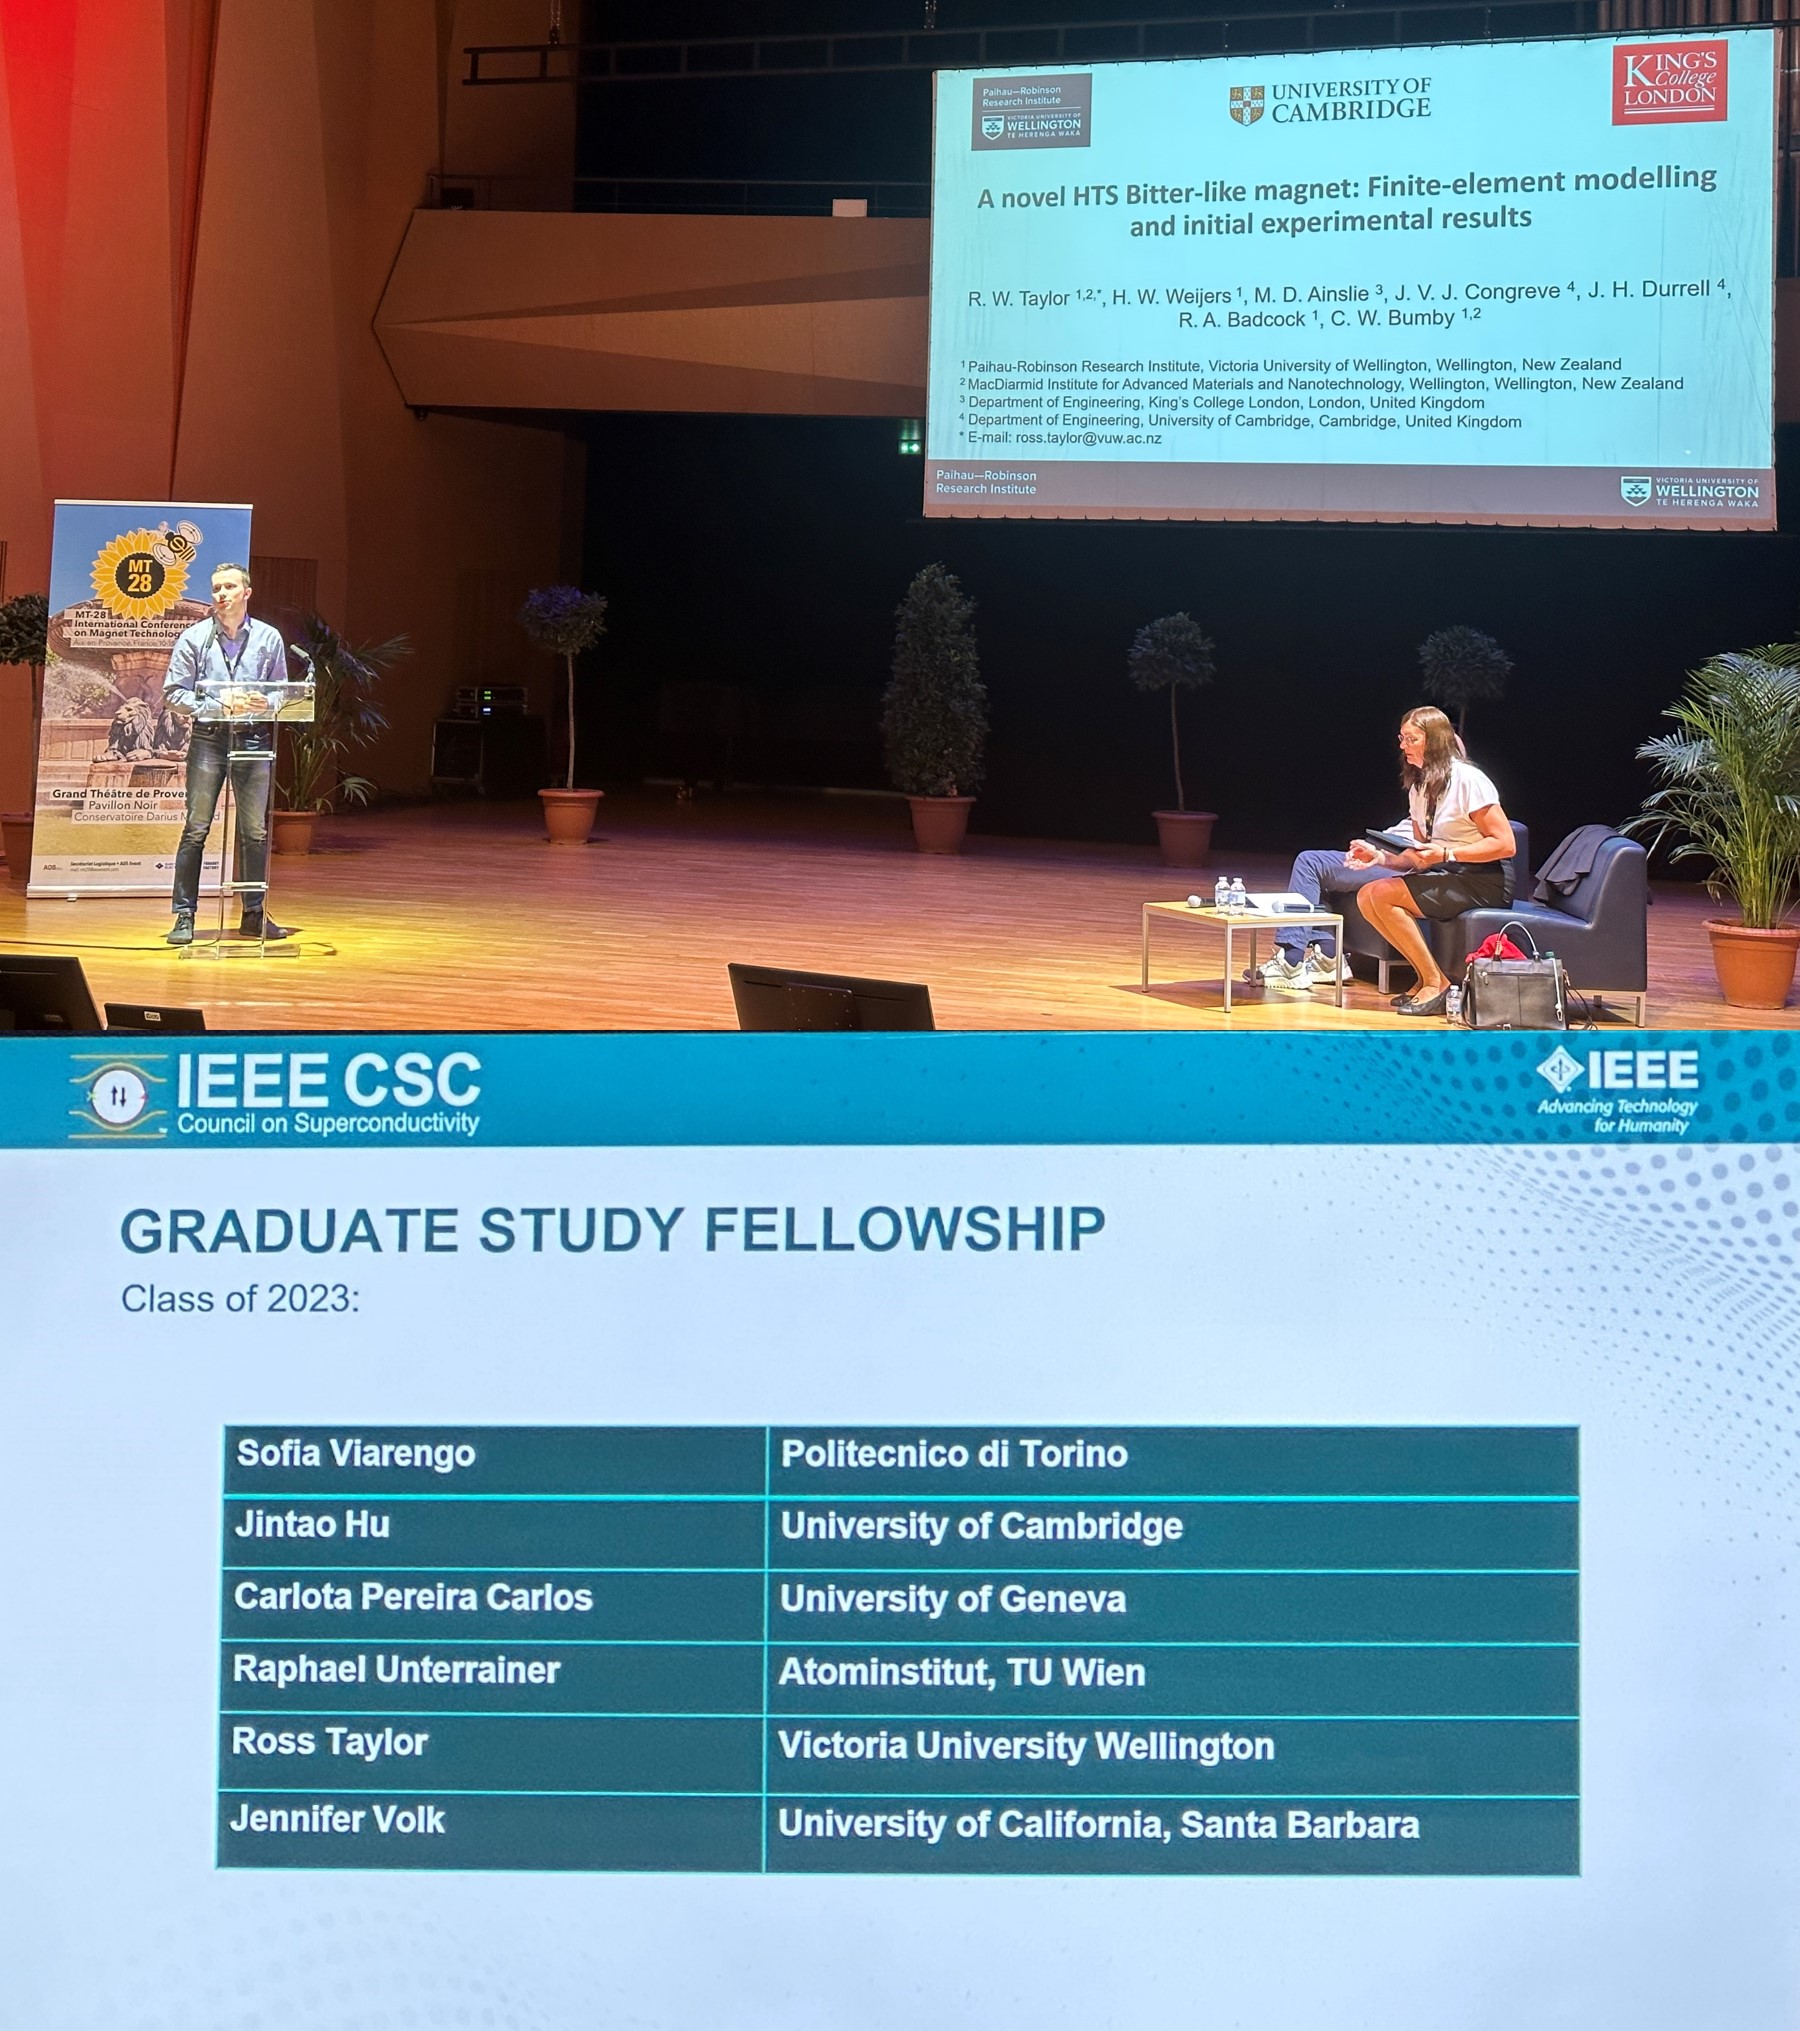 Paihau—Robinson
Research Institute
VICTORIA UNIVERSITY OF
WELLINGTON
TE HERENGA WAKA
UNIVERSITY OF
CAMBRIDGE
KING'S
College
LONDON
A novel HTS Bitter-like magnet: Finite-element modelling
and initial experimental results
R. W. Taylor 1,2,*, H. W. Weijers 1, M. D. Ainslie 3, J. V. J. Congreve 4, J. H. Durrell 4,
R. A. Badcock 1, C. W. Bumby 1,2
1 Paihau-Robinson Research Institute, Victoria University of Wellington, Wellington, New Zealand
2 MacDiarmid Institute for Advanced Materials and Nanotechnology, Wellington, Wellington, New Zealand
3 Department of Engineering, King's College London, London, United Kingdom
4 Department of Engineering, University of Cambridge, Cambridge, United Kingdom
* E-mail: ross.taylor@vuw.ac.nz
Paihau—Robinson
Research Institute
VICTORIA UNIVERSITY OF
WELLINGTON
TE HERENGA WAKA
MT
28
MT-28
International
on Magnet
Aix-en-Provence, France
Grand Théâtre de
Pavillon Noir
Conservatoire Darius
IEEE CSC
Council on Superconductivity
IEEE
Advancing Technology
for Humanity
GRADUATE STUDY FELLOWSHIP
Class of 2023:
Sofia Viarengo Politecnico di Torino
Jintao Hu University of Cambridge
Carlota Pereira Carlos University of Geneva
Raphael Unterrainer Atominstitut, TU Wien
Ross Taylor Victoria University Wellington
Jennifer Volk University of California, Santa Barbara